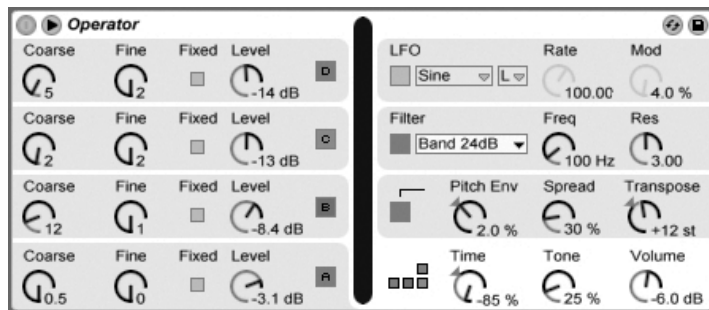 Operator
Coarse Fine Fixed Level
5 2 -14 dB D
Coarse Fine Fixed Level
2 2 -13 dB C
Coarse Fine Fixed Level
12 1 -8.4 dB B
Coarse Fine Fixed Level
0.5 0 -3.1 dB A
LFO Rate Mod
Sine L 100.00 4.0 %
Filter Freq Res
Band 24dB 100 Hz 3.00
Pitch Env Spread Transpose
2.0 % 30 % +12 st
Time Tone Volume
-85 % 25 % -6.0 dB